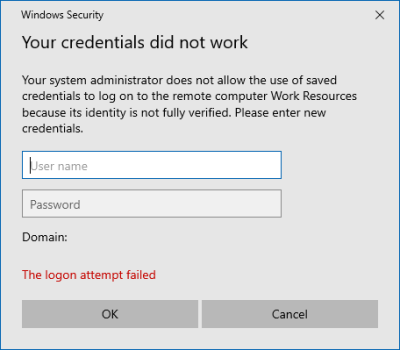 Windows Security
Your credentials did not work
Your system administrator does not allow the use of saved
credentials to log on to the remote computer Work Resources
because its identity is not fully verified. Please enter new
credentials.
User name
Password
Domain:
The logon attempt failed
OK Cancel